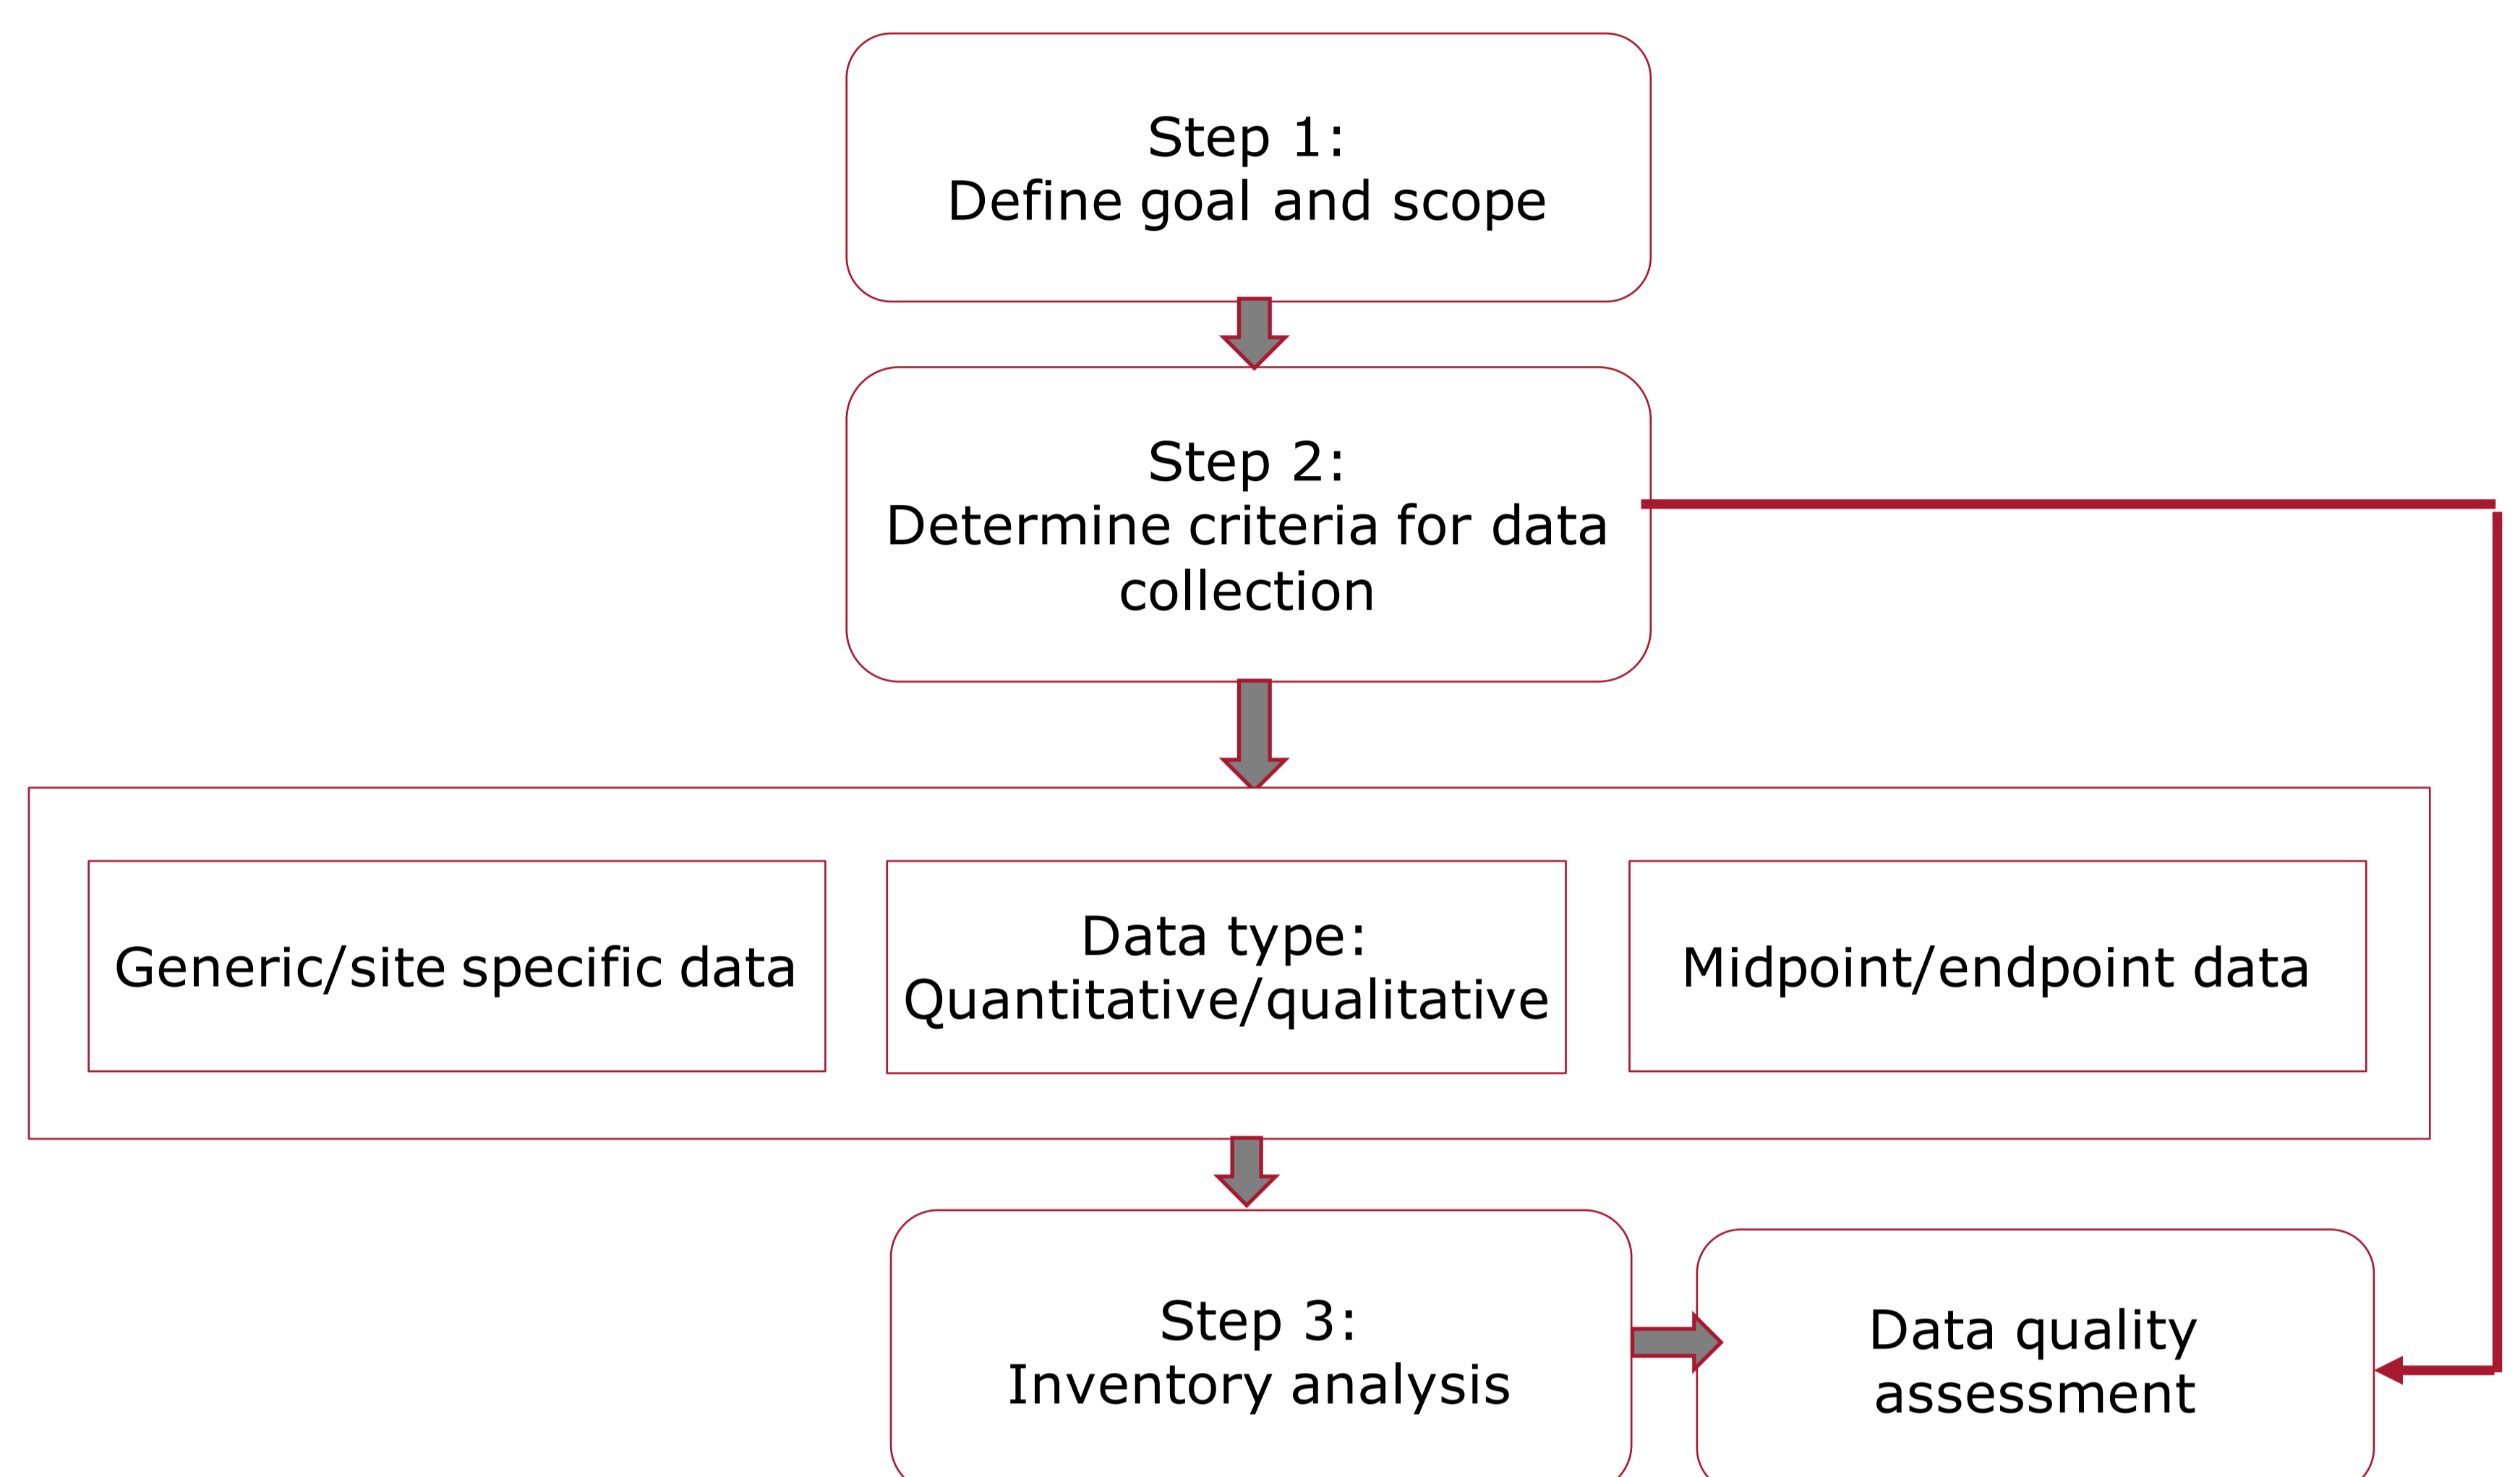 Step 1:
Define goal and scope
Step 2:
Determine criteria for data
collection
Generic/site specific data
Data type:
Quantitative/qualitative
Midpoint/endpoint data
Step 3:
Inventory analysis
Data quality
assessment